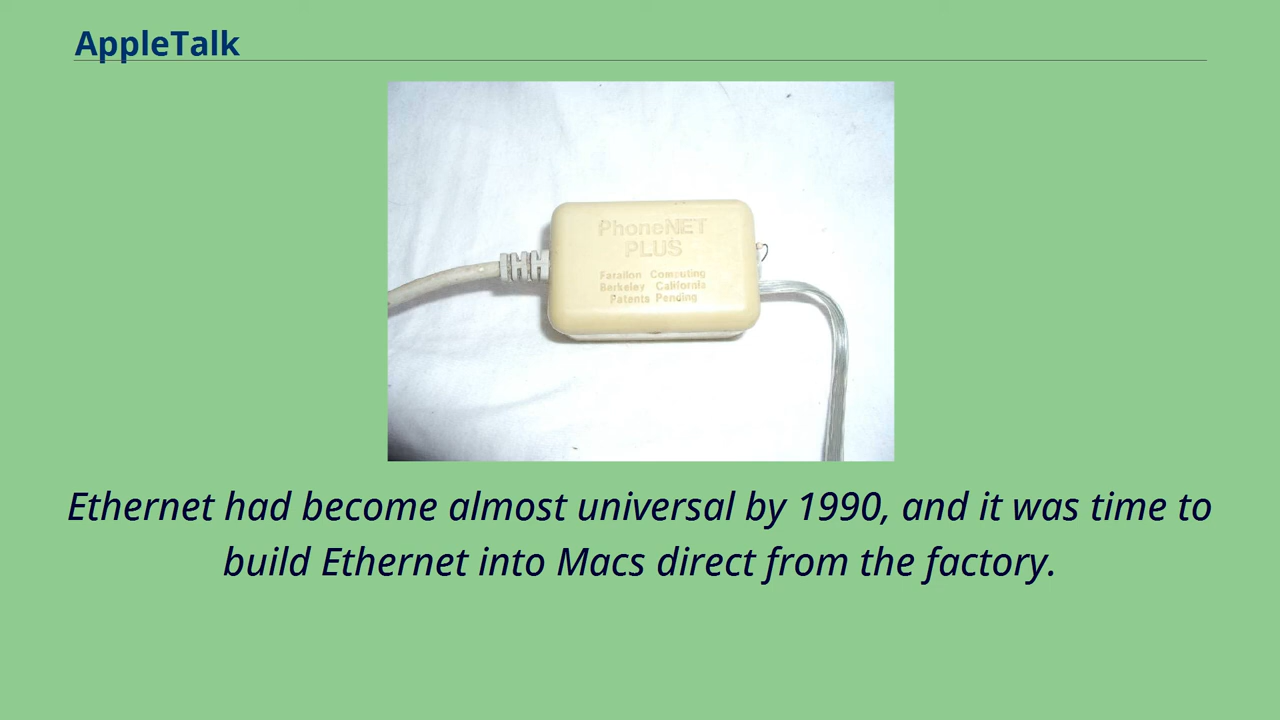 AppleTalk
PhoneNET
PLUS
Farallon Computing
Berkeley California
Patents Pending
Ethernet had become almost universal by 1990, and it was time to
build Ethernet into Macs direct from the factory.